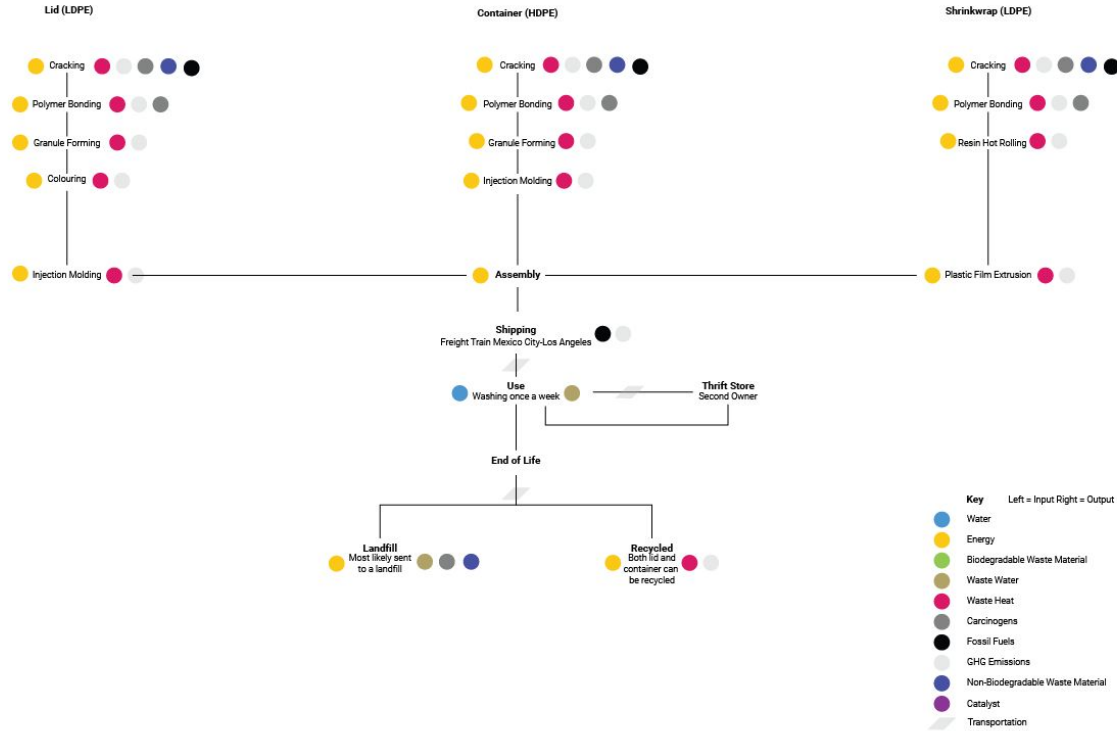 Lid (LDPE)
Container (HDPE)
Shrinkwrap (LDPE)
Cracking
Cracking
Cracking
Polymer Bonding
Polymer Bonding
Polymer Bonding
Granule Forming
Granule Forming
Resin Hot Rolling
Colouring
Injection Molding
Injection Molding
Assembly
Plastic Film Extrusion
Shipping
Freight Train Mexico City-Los Angeles
Use
Washing once a week
Thrift Store
Second Owner
End of Life
Landfill
Most likely sent
to a landfill
Recycled
Both lid and
container can
be recycled
Key
Left = Input Right = Output
Water
Energy
Biodegradable Waste Material
Waste Water
Waste Heat
Carcinogens
Fossil Fuels
GHG Emissions
Non-Biodegradable Waste Material
Catalyst
Transportation